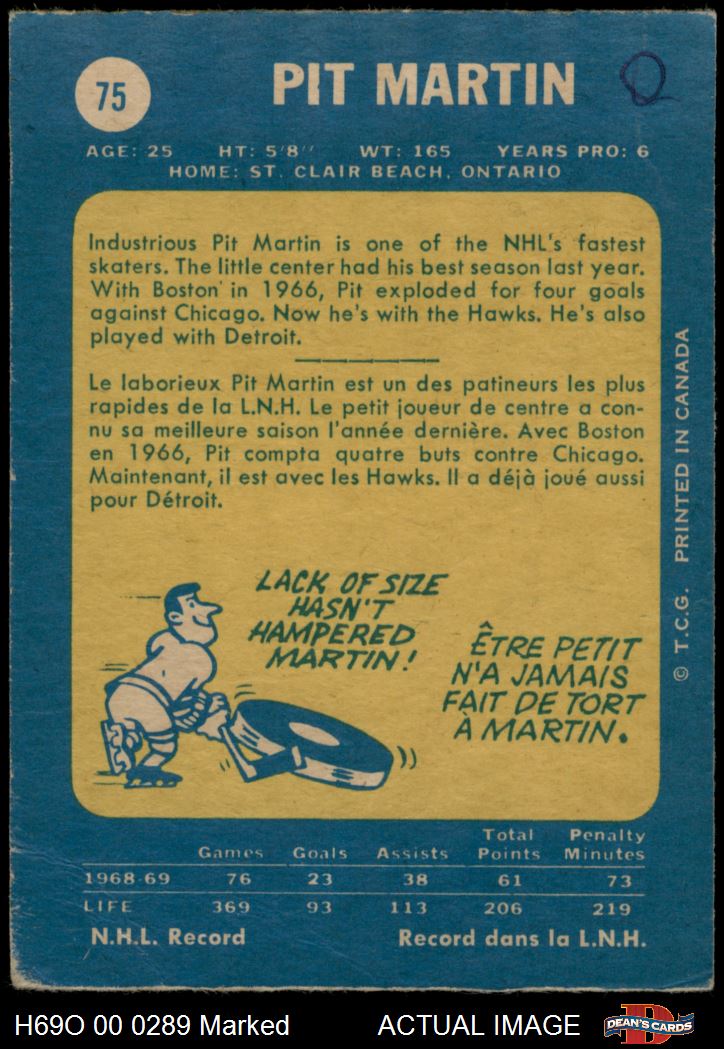 75
PIT MARTIN
AGE: 25 HT: 5'8'' WT: 165 YEARS PRO: 6
HOME: ST. CLAIR BEACH, ONTARIO
Industrious Pit Martin is one of the NHL's fastest
skaters. The little center had his best season last year.
With Boston in 1966, Pit exploded for four goals
against Chicago. Now he's with the Hawks. He's also
played with Detroit.
Le laborieux Pit Martin est un des patineurs les plus
rapides de la L.N.H. Le petit joueur de centre a con-
nu sa meilleure saison l'année dernière. Avec Boston
en 1966, Pit compta quatre buts contre Chicago.
Maintenant, il est avec les Hawks. Il a déjà joué aussi
pour Détroit.
LACK OF SIZE
HASN'T
HAMPERED
MARTIN!
ÊTRE PETIT
N'A JAMAIS
FAIT DE TORT
À MARTIN.
© T.C.G. PRINTED IN CANADA
Games Goals Assists Total Points Penalty Minutes
1968-69 76 23 38 61 73
LIFE 369 93 113 206 219
N.H.L. Record Record dans la L.N.H.
H69O 00 0289 Marked ACTUAL IMAGE
D
DEAN'S CARDS